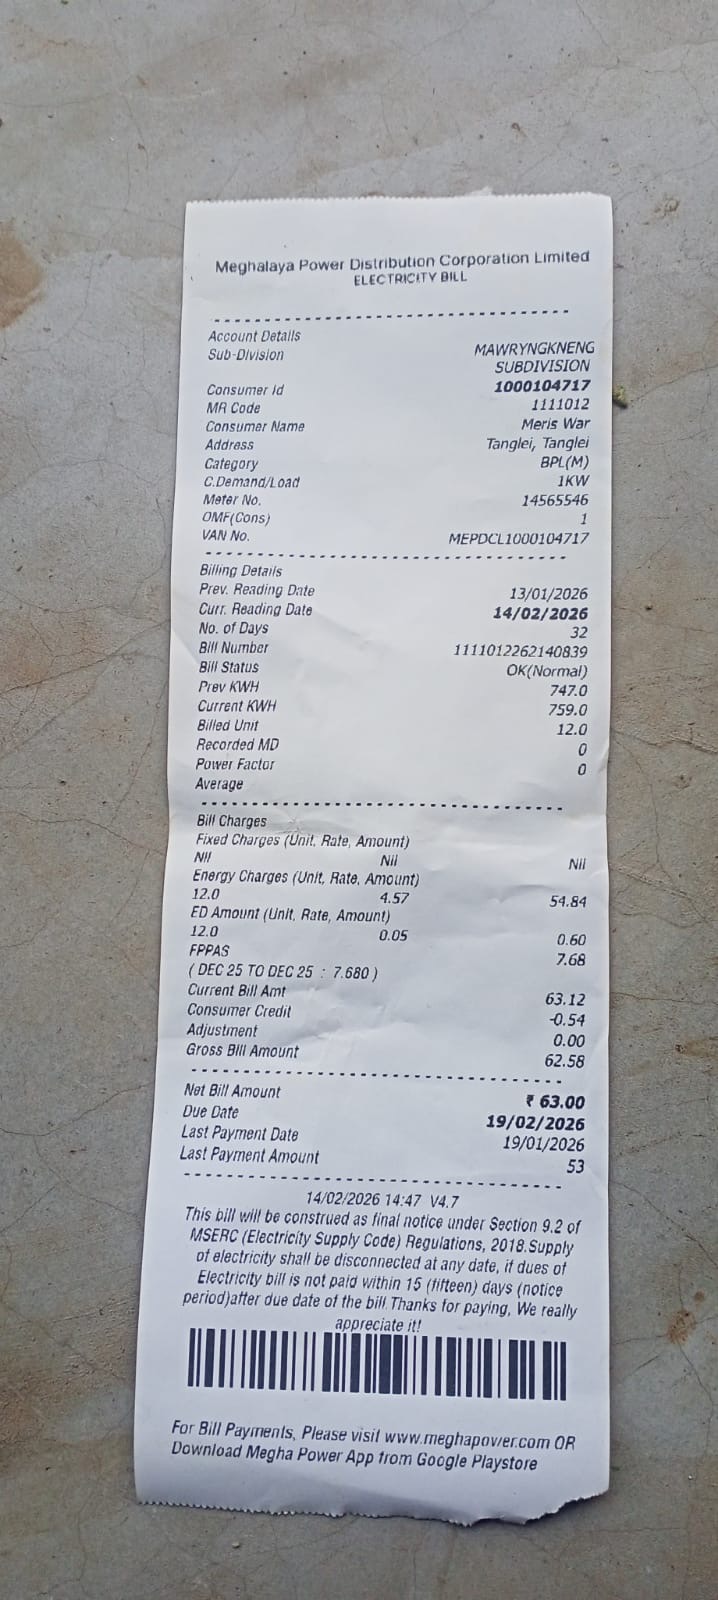 Meghalaya Power Distribution Corporation Limited
ELECTRICITY BILL
Account Details
Sub-Division MAWRYNGKNENG
SUBDIVISION
Consumer Id 1000104717
MR Code 1111012
Consumer Name Meris War
Address Tanglei, Tanglei
Category BPL(M)
C.Demand/Load 1KW
Meter No. 14565546
OMF(Cons) 1
VAN No. MEPDCL1000104717
Billing Details
Prev. Reading Date 13/01/2026
Curr. Reading Date 14/02/2026
No. of Days 32
Bill Number 1111012262140839
Bill Status OK(Normal)
Prev KWH 747.0
Current KWH 759.0
Billed Unit 12.0
Recorded MD 0
Power Factor 0
Average
Bill Charges
Fixed Charges (Unit, Rate, Amount)
Nil Nil Nil
Energy Charges (Unit, Rate, Amount)
12.0 4.57 54.84
ED Amount (Unit, Rate, Amount)
12.0 0.05 0.60
FPPAS 7.68
( DEC 25 TO DEC 25 : 7.680 )
Current Bill Amt 63.12
Consumer Credit -0.54
Adjustment 0.00
Gross Bill Amount 62.58
Net Bill Amount ₹ 63.00
Due Date 19/02/2026
Last Payment Date 19/01/2026
Last Payment Amount 53
14/02/2026 14:47 V4.7
This bill will be construed as final notice under Section 9.2 of
MSERC (Electricity Supply Code) Regulations, 2018.Supply
of electricity shall be disconnected at any date, if dues of
Electricity bill is not paid within 15 (fifteen) days (notice
period)after due date of the bill.Thanks for paying, We really
appreciate it!
For Bill Payments, Please visit www.meghapower.com OR
Download Megha Power App from Google Playstore